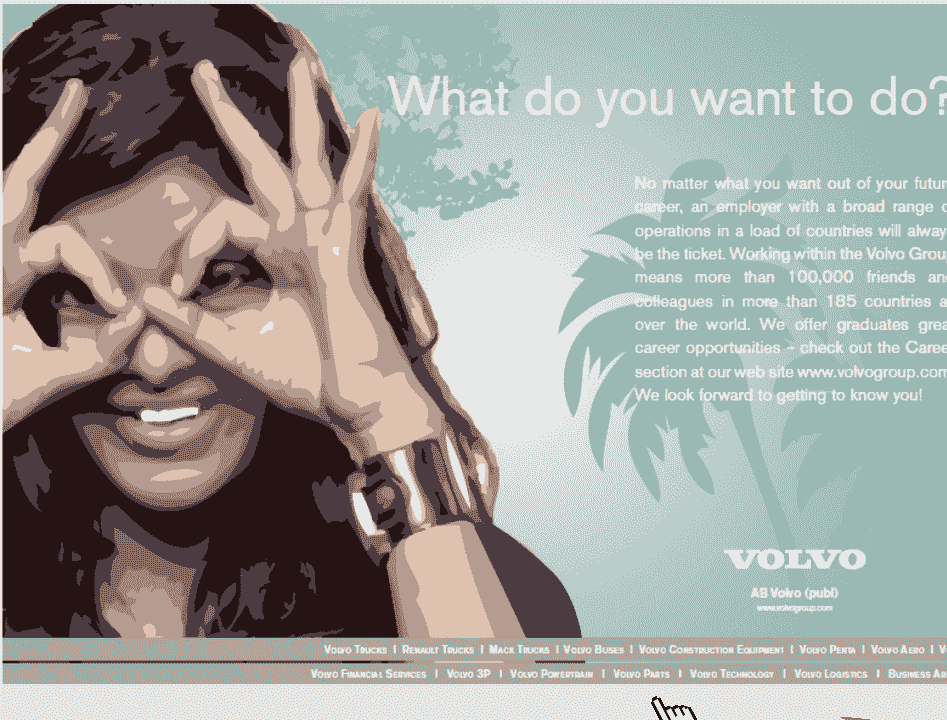 What do you want to do?
No matter what you want out of your futur
career, an employer with a broad range o
operations in a load of countries will alway
be the ticket. Working within the Volvo Grou
means more than 100,000 friends an
colleagues in more than 185 countries a
over the world. We offer graduates grea
career opportunities – check out the Caree
section at our web site www.volvogroup.com
We look forward to getting to know you!
VOLVO
AB Volvo (publ)
www.volvogroup.com
Volvo Trucks | Renault Trucks | Mack Trucks | Volvo Buses | Volvo Construction Equipment | Volvo Penta | Volvo Aero | V
Volvo Financial Services | Volvo 3P | Volvo Powertrain | Volvo Parts | Volvo Technology | Volvo Logistics | Business Ar